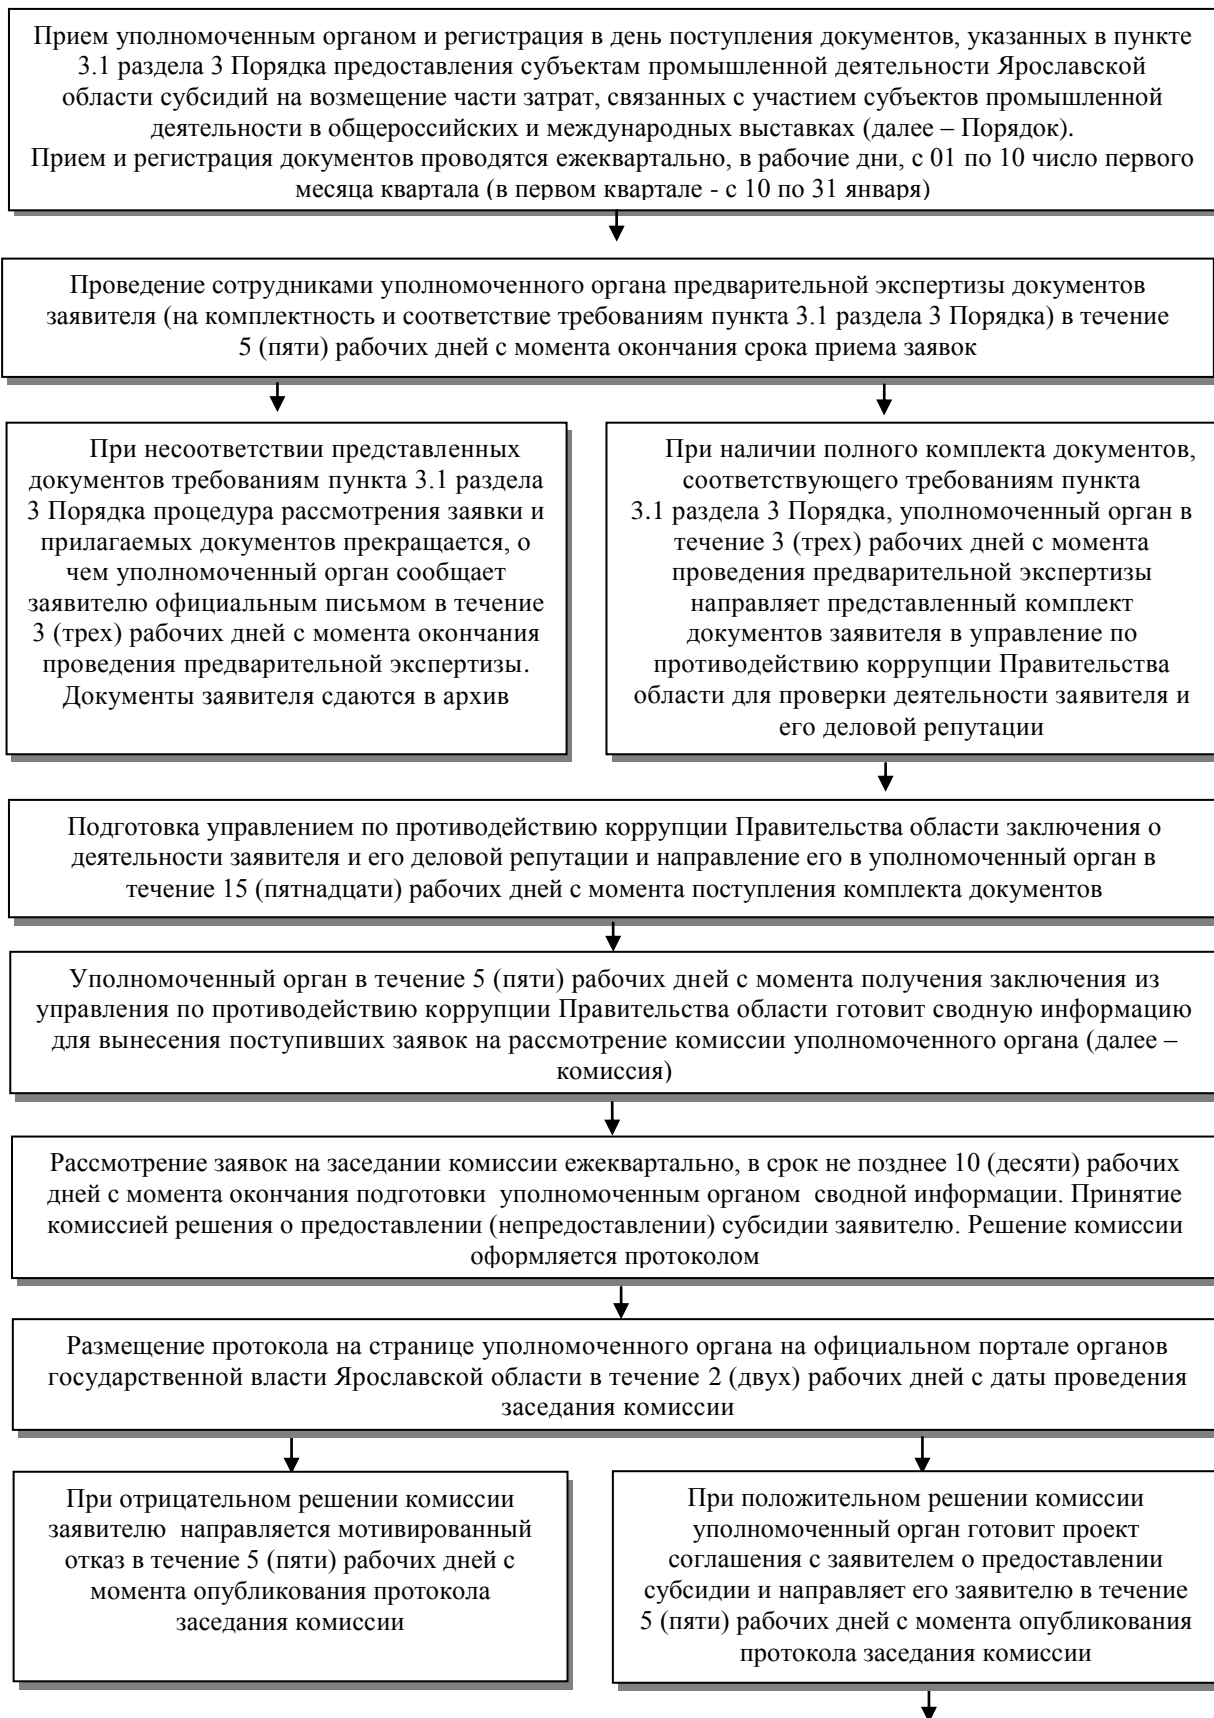 Прием уполномоченным органом и регистрация в день поступления документов, указанных в пункте
3.1 раздела 3 Порядка предоставления субъектам промышленной деятельности Ярославской
области субсидий на возмещение части затрат, связанных с участием субъектов промышленной
деятельности в общероссийских и международных выставках (далее – Порядок).
Прием и регистрация документов проводятся ежеквартально, в рабочие дни, с 01 по 10 число первого
месяца квартала (в первом квартале - с 10 по 31 января)
Проведение сотрудниками уполномоченного органа предварительной экспертизы документов
заявителя (на комплектность и соответствие требованиям пункта 3.1 раздела 3 Порядка) в течение
5 (пяти) рабочих дней с момента окончания срока приема заявок
При несоответствии представленных
документов требованиям пункта 3.1 раздела
3 Порядка процедура рассмотрения заявки и
прилагаемых документов прекращается, о
чем уполномоченный орган сообщает
заявителю официальным письмом в течение
3 (трех) рабочих дней с момента окончания
проведения предварительной экспертизы.
Документы заявителя сдаются в архив
При наличии полного комплекта документов,
соответствующего требованиям пункта
3.1 раздела 3 Порядка, уполномоченный орган в
течение 3 (трех) рабочих дней с момента
проведения предварительной экспертизы
направляет представленный комплект
документов заявителя в управление по
противодействию коррупции Правительства
области для проверки деятельности заявителя и
его деловой репутации
Подготовка управлением по противодействию коррупции Правительства области заключения о
деятельности заявителя и его деловой репутации и направление его в уполномоченный орган в
течение 15 (пятнадцати) рабочих дней с момента поступления комплекта документов
Уполномоченный орган в течение 5 (пяти) рабочих дней с момента получения заключения из
управления по противодействию коррупции Правительства области готовит сводную информацию
для вынесения поступивших заявок на рассмотрение комиссии уполномоченного органа (далее –
комиссия)
Рассмотрение заявок на заседании комиссии ежеквартально, в срок не позднее 10 (десяти) рабочих
дней с момента окончания подготовки уполномоченным органом сводной информации. Принятие
комиссией решения о предоставлении (непредоставлении) субсидии заявителю. Решение комиссии
оформляется протоколом
Размещение протокола на странице уполномоченного органа на официальном портале органов
государственной власти Ярославской области в течение 2 (двух) рабочих дней с даты проведения
заседания комиссии
При отрицательном решении комиссии
заявителю направляется мотивированный
отказ в течение 5 (пяти) рабочих дней с
момента опубликования протокола
заседания комиссии
При положительном решении комиссии
уполномоченный орган готовит проект
соглашения с заявителем о предоставлении
субсидии и направляет его заявителю в течение
5 (пяти) рабочих дней с момента опубликования
протокола заседания комиссии